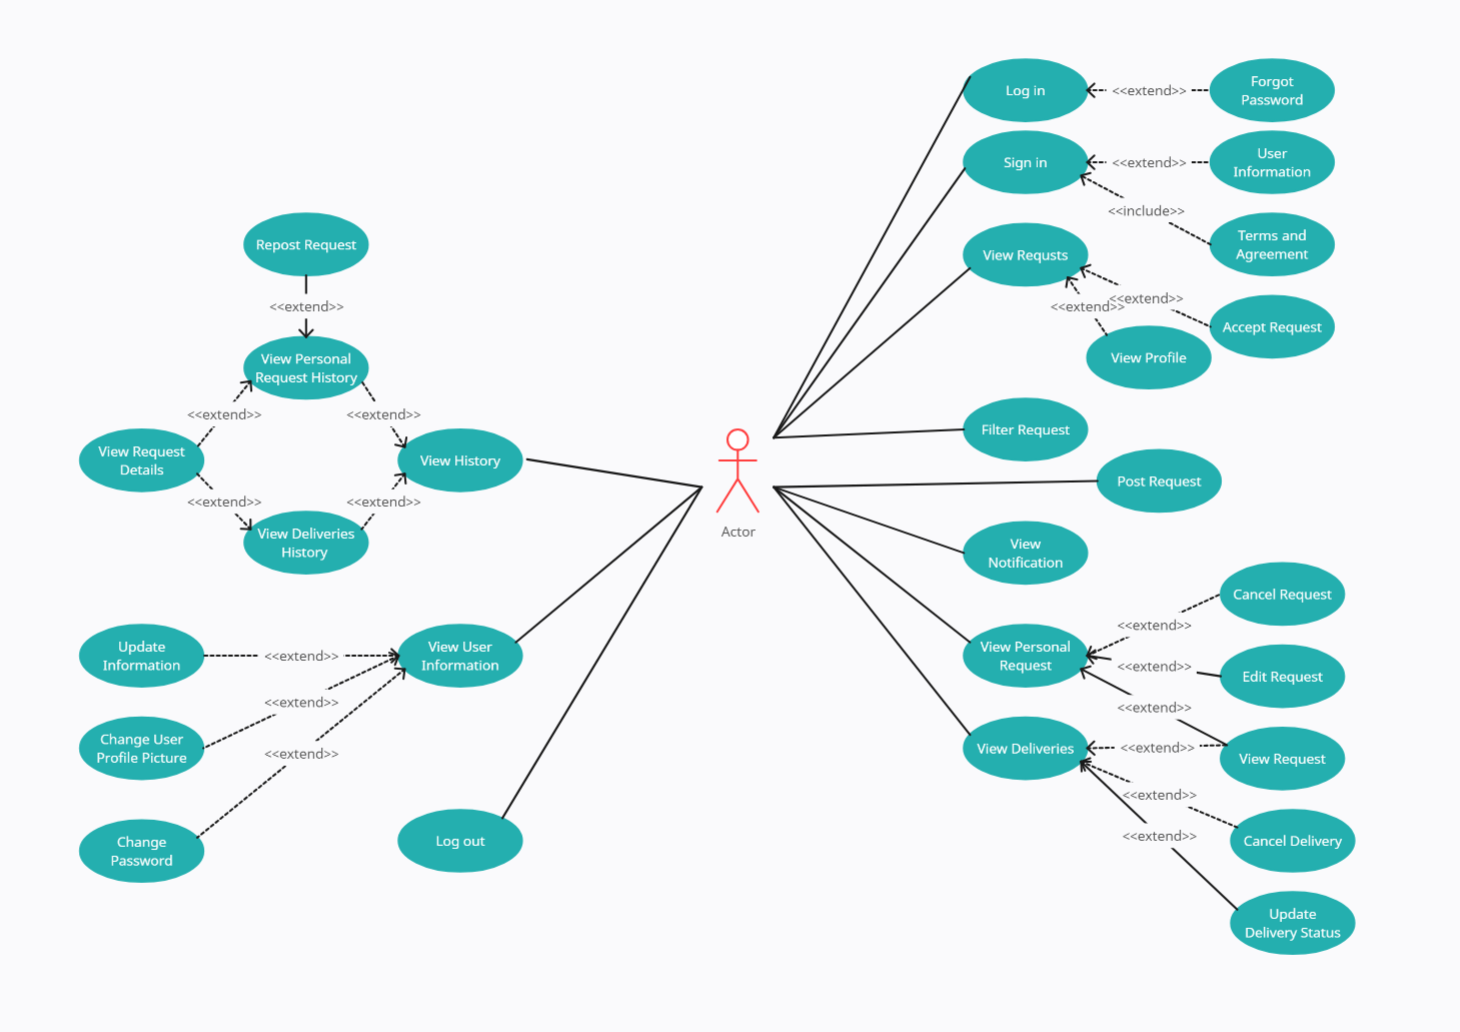 Log in
<<extend>>
Forgot
Password
Sign in
<<extend>>
User
Information
<<include>>
Terms and
Agreement
View Requsts
<<extend>>
<<extend>>
Accept Request
View Profile
Repost Request
<<extend>>
View Personal
Request History
<<extend>>
<<extend>>
View Request
Details
View History
<<extend>>
<<extend>>
View Deliveries
History
Filter Request
Post Request
Actor
View
Notification
Cancel Request
<<extend>>
View Personal
Request
<<extend>>
Edit Request
<<extend>>
View Deliveries
<<extend>>
View Request
<<extend>>
Cancel Delivery
<<extend>>
Update
Delivery Status
Update
Information
<<extend>>
View User
Information
<<extend>>
Change User
Profile Picture
<<extend>>
Change
Password
Log out